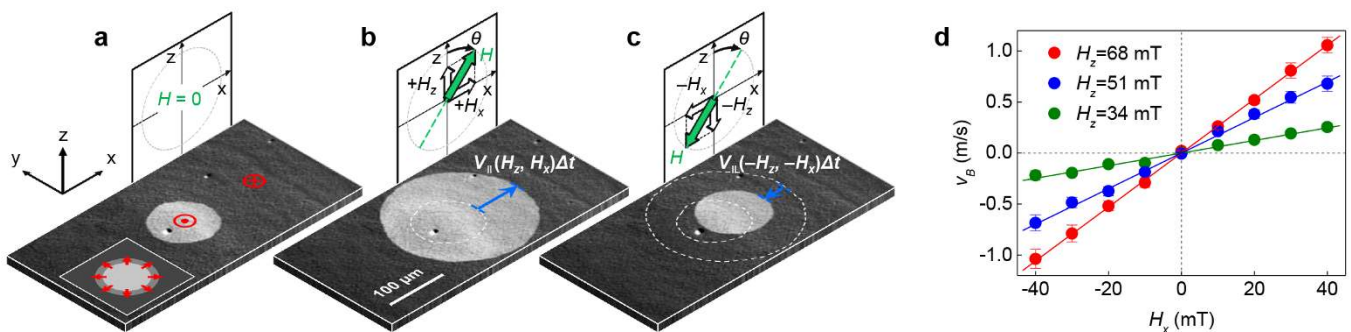 a
z
x
H = 0
z
y
x
b
θ
z
H
+Hz
x
+Hx
V||(Hz, Hx)Δt
100 μm
c
θ
z
−Hx
x
−Hz
H
V||(−Hz, −Hx)Δt
d
1.0
0.5
0.0
-0.5
-1.0
vB (m/s)
Hz=68 mT
Hz=51 mT
Hz=34 mT
-40
-20
0
20
40
Hx (mT)